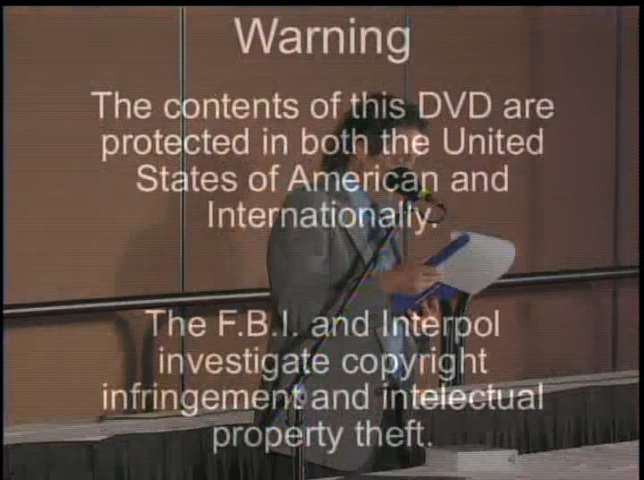 Warning
The contents of this DVD are
protected in both the United
States of American and
Internationally.
The F.B.I. and Interpol
investigate copyright
infringement and intelectual
property theft.